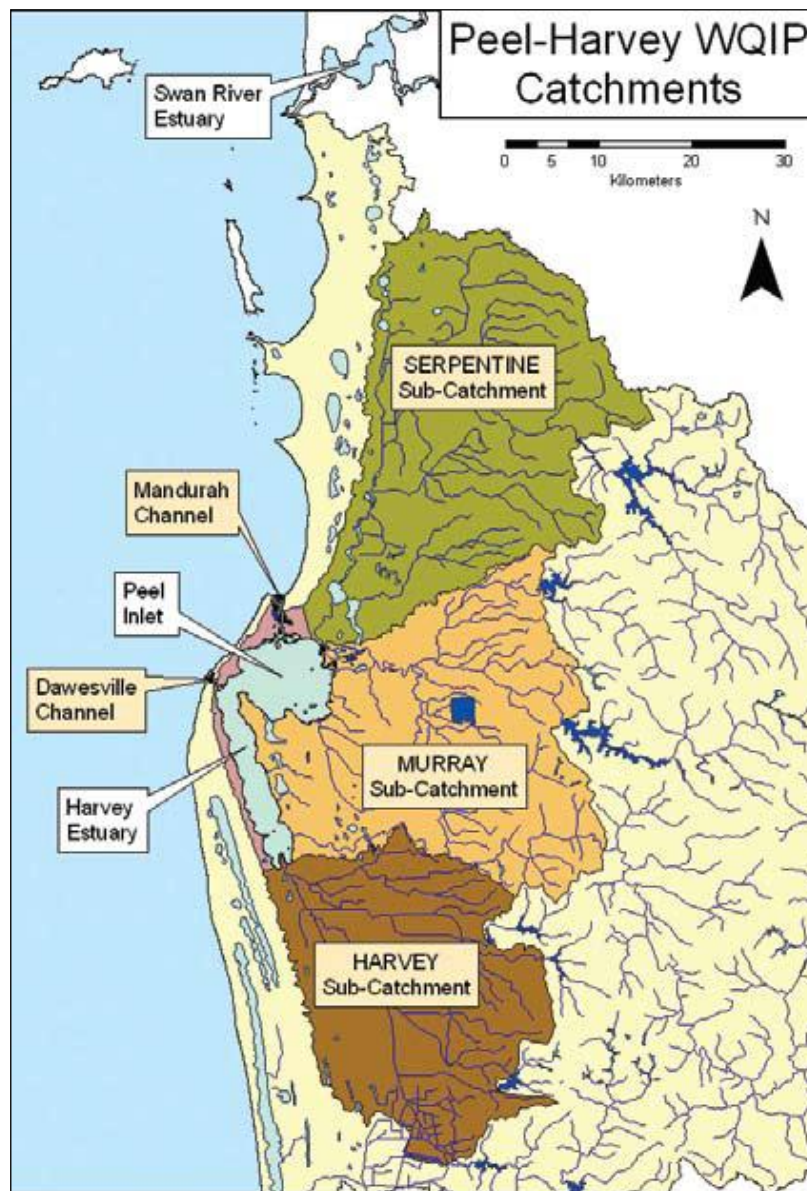 Peel-Harvey WQIP
Catchments
Swan River
Estuary
0 5 10 20 30
Kilometers
N
SERPENTINE
Sub-Catchment
Mandurah
Channel
Peel
Inlet
Dawesville
Channel
MURRAY
Sub-Catchment
Harvey
Estuary
HARVEY
Sub-Catchment